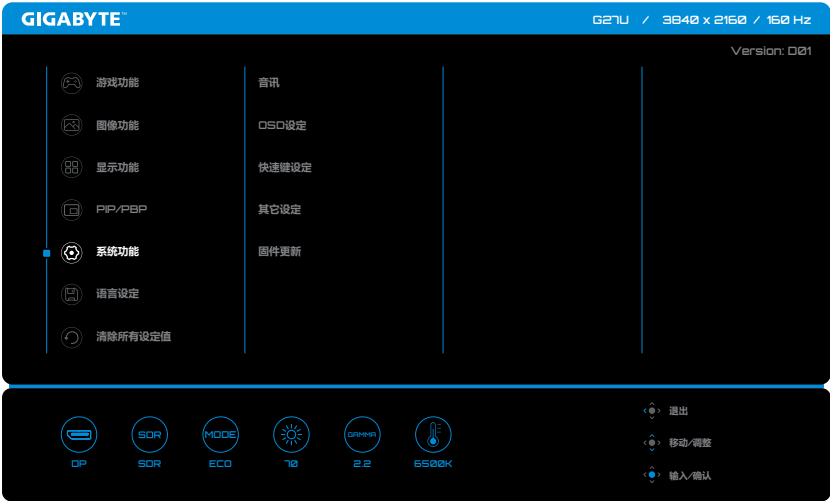 GIGABYTE™
G27U / 3840 x 2160 / 160 Hz
Version: D01
游戏功能
图像功能
显示功能
PIP/PBP
系统功能
语言设定
清除所有设定值
音讯
OSD设定
快速键设定
其它设定
固件更新
SDR
MODE
GAMMA
DP
SDR
ECO
70
2.2
6500K
退出
移动/调整
输入/确认